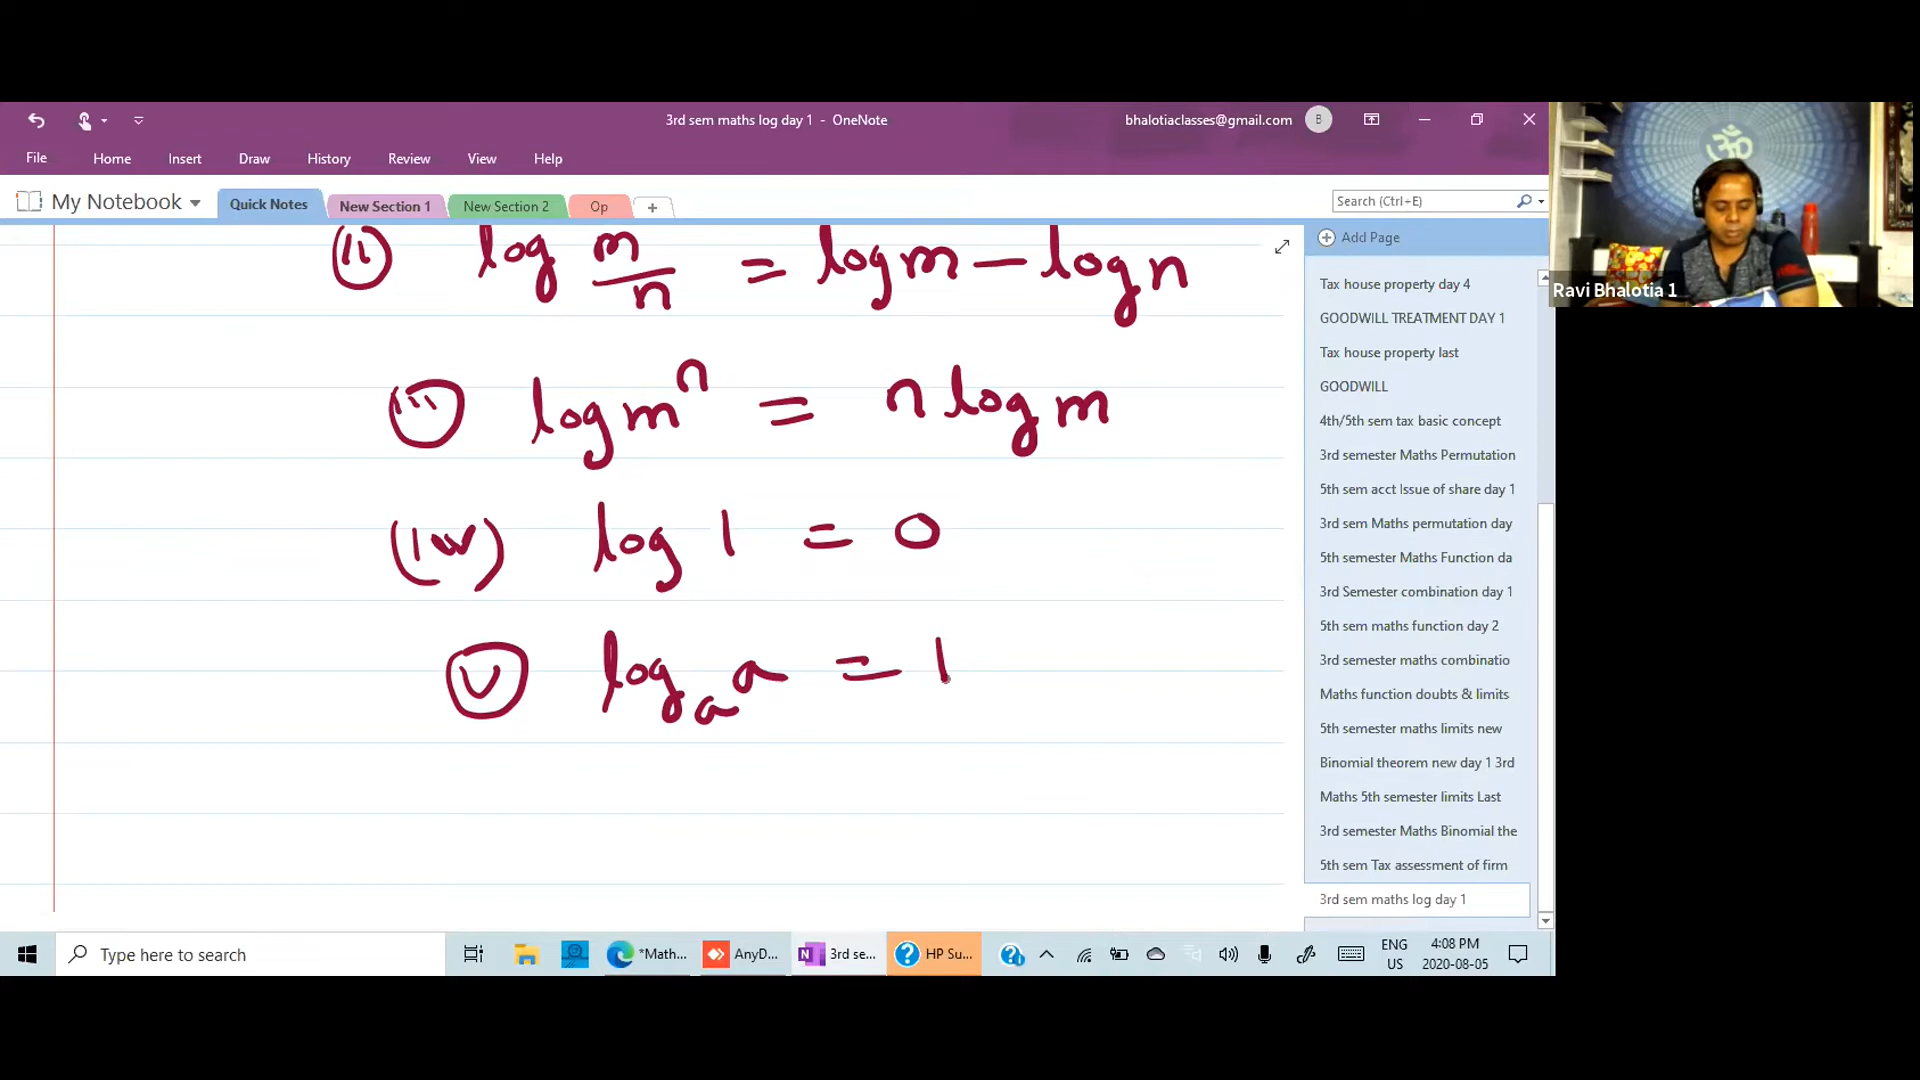 3rd sem maths log day 1 - OneNote
bhalotiaclasses@gmail.com B
File Home Insert Draw History Review View Help
My Notebook Quick Notes New Section 1 New Section 2 Op +
Search (Ctrl+E)
Ravi Bhalotia 1
(ii) log m/n = log m - log n
(iii) log m^n = n log m
(iv) log 1 = 0
(v) log_a a = 1
Add Page
Tax house property day 4
GOODWILL TREATMENT DAY 1
Tax house property last
GOODWILL
4th/5th sem tax basic concept
3rd semester Maths Permutation
5th sem acct Issue of share day 1
3rd sem Maths permutation day
5th semester Maths Function da
3rd Semester combination day 1
5th sem maths function day 2
3rd semester maths combinatio
Maths function doubts & limits
5th semester maths limits new
Binomial theorem new day 1 3rd
Maths 5th semester limits Last
3rd semester Maths Binomial the
5th sem Tax assessment of firm
3rd sem maths log day 1
Type here to search
*Math... AnyD... 3rd se... HP Su...
ENG US
4:08 PM
2020-08-05